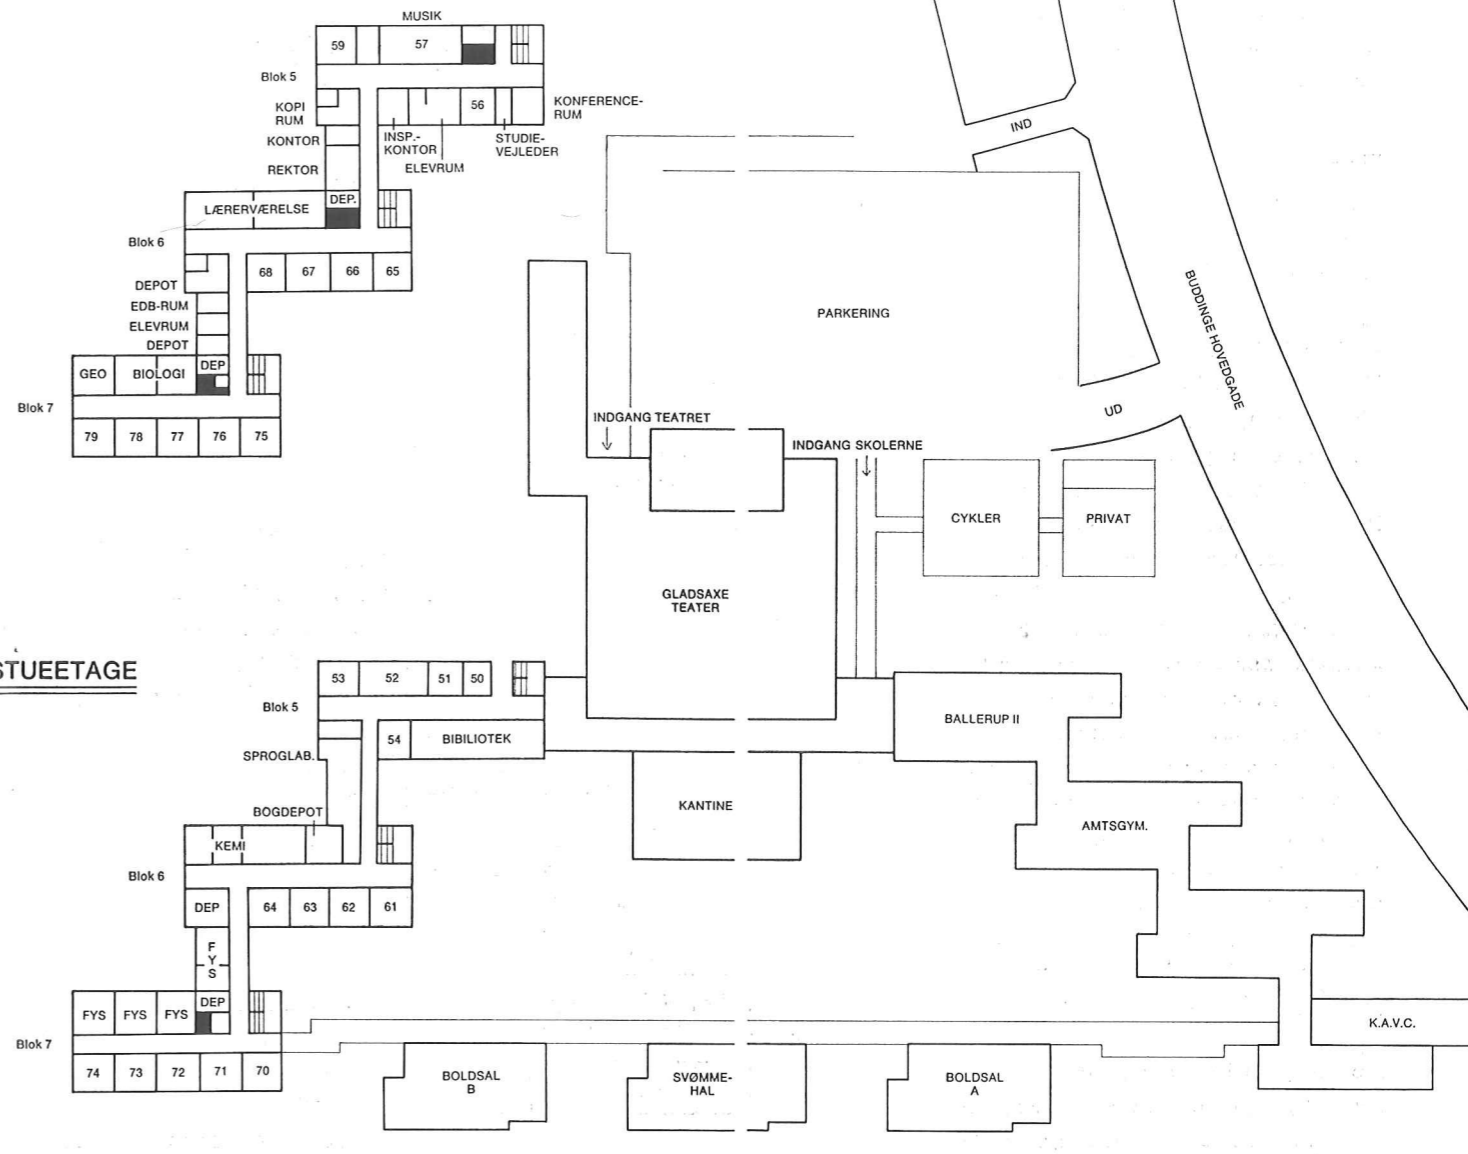 MUSIK
59
57
Blok 5
KOPI
RUM
56
KONFERENCE-
RUM
INSP.-
KONTOR
STUDIE-
VEJLEDER
ELEVRUM
KONTOR
REKTOR
DEP.
LÆRERVÆRELSE
Blok 6
68
67
66
65
DEPOT
EDB-RUM
ELEVRUM
DEPOT
GEO
BIOLOGI
DEP
Blok 7
79
78
77
76
75
IND
BUDDINGE HOVEDGADE
PARKERING
UD
INDGANG TEATRET
INDGANG SKOLERNE
CYKLER
PRIVAT
GLADSAXE
TEATER
STUEETAGE
53
52
51
50
Blok 5
54
BIBILIOTEK
SPROGLAB.
BOGDEPOT
KEMI
Blok 6
DEP
64
63
62
61
F
Y
S
FYS
FYS
FYS
DEP
Blok 7
74
73
72
71
70
BALLERUP II
KANTINE
AMTSGYM.
K.A.V.C.
BOLDSAL
B
SVØMME-
HAL
BOLDSAL
A